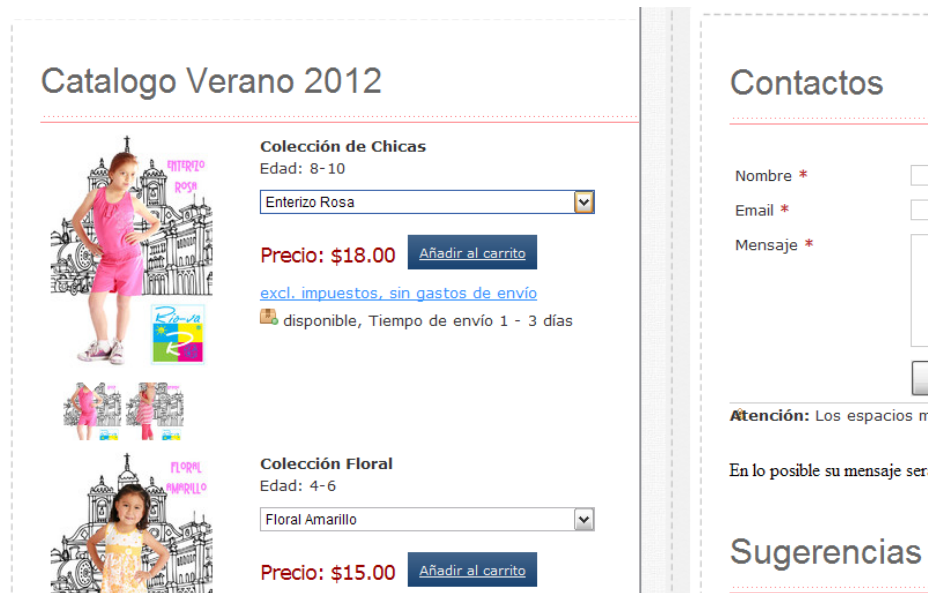 Catalogo Verano 2012
ENTERIZO
ROSA
Rio-va
Colección de Chicas
Edad: 8-10
Enterizo Rosa
Precio: $18.00 Añadir al carrito
excl. impuestos, sin gastos de envío
disponible, Tiempo de envío 1 - 3 días
FLORAL
AMARILLO
Colección Floral
Edad: 4-6
Floral Amarillo
Precio: $15.00 Añadir al carrito
Contactos
Nombre *
Email *
Mensaje *
Atención: Los espacios m
En lo posible su mensaje ser
Sugerencias